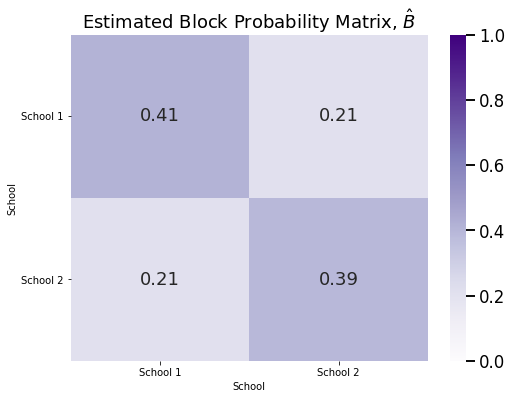 Estimated Block Probability Matrix, B̂
School 1
0.41
0.21
School
School 2
0.21
0.39
School 1
School 2
School
1.0
0.8
0.6
0.4
0.2
0.0